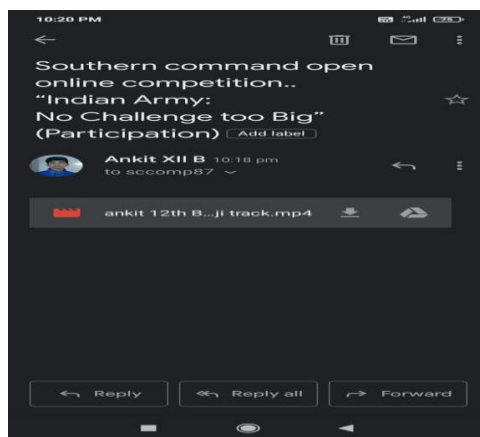 10:20 PM
Southern command open
online competition..
“Indian Army:
No Challenge too Big”
(Participation) Add label
Ankit XII B 10:18 pm
to sccomp87
ankit 12th B...ji track.mp4
Reply
Reply all
Forward